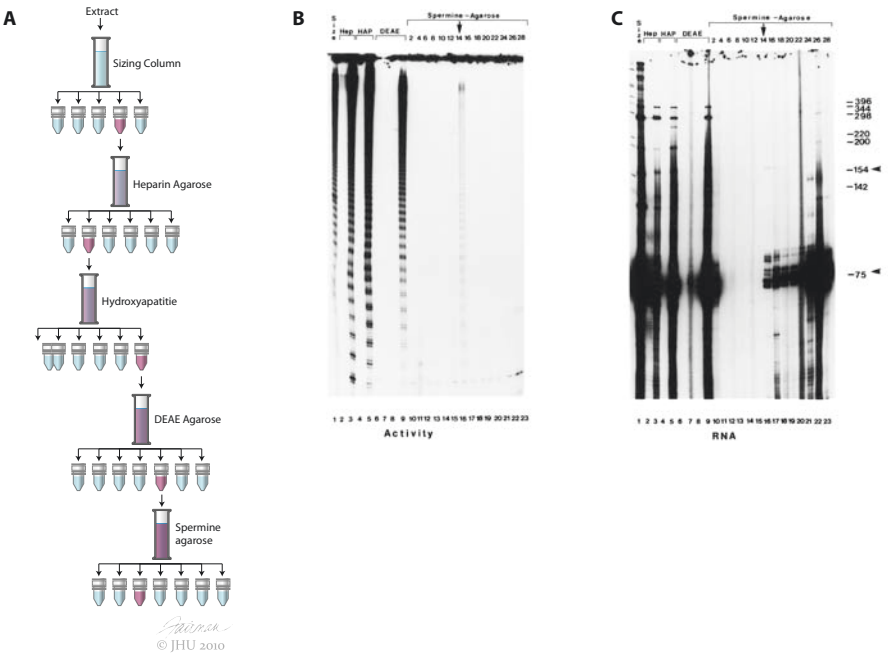 A
Extract
Sizing Column
Heparin Agarose
Hydroxyapatitie
DEAE Agarose
Spermine
agarose
© JHU 2010
B
Spermine-Agarose
Size
Hep HAP DEAE
2 4 6 8 10 12 14 16 18 20 22 24 26 28
1 2 3 4 5 6 7 8 9 10 11 12 13 14 15 16 17 18 19 20 21 22 23
Activity
C
Spermine-Agarose
Size
Hep HAP DEAE
2 4 6 8 10 12 14 16 18 20 22 24 26 28
396
344
298
220
200
154
142
75
1 2 3 4 5 6 7 8 9 10 11 12 13 14 15 16 17 18 19 20 21 22 23
RNA